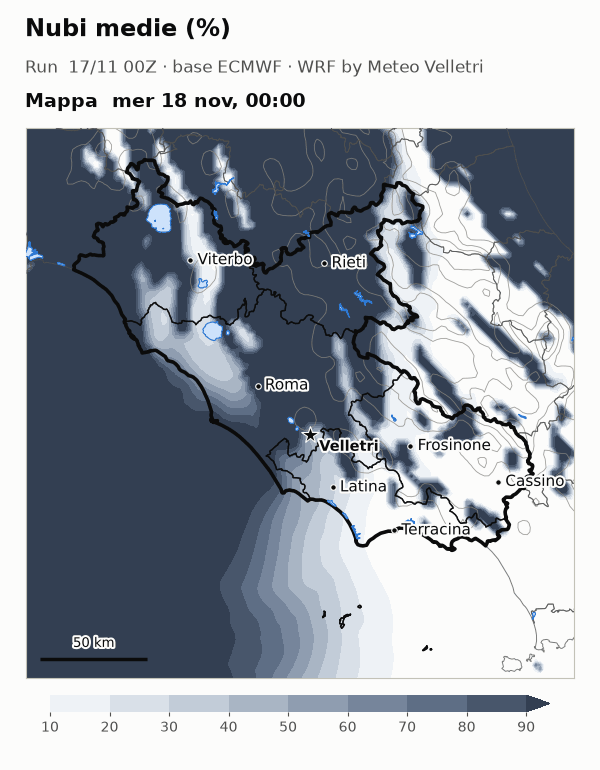 Nubi medie (%)
Run  17/11 00Z · base ECMWF · WRF by Meteo Velletri
Mappa  mer 18 nov, 00:00
Viterbo
Rieti
Roma
Velletri
Frosinone
Cassino
Latina
Terracina
50 km
10 20 30 40 50 60 70 80 90